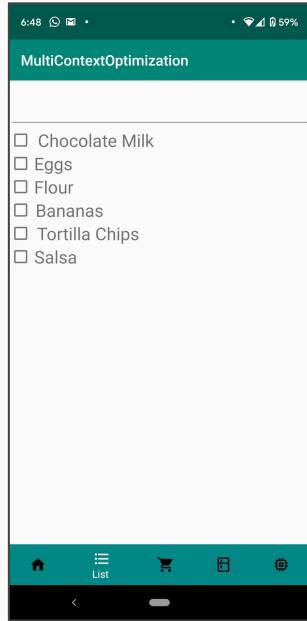 6:48 59%
MultiContextOptimization
Chocolate Milk
Eggs
Flour
Bananas
Tortilla Chips
Salsa
List